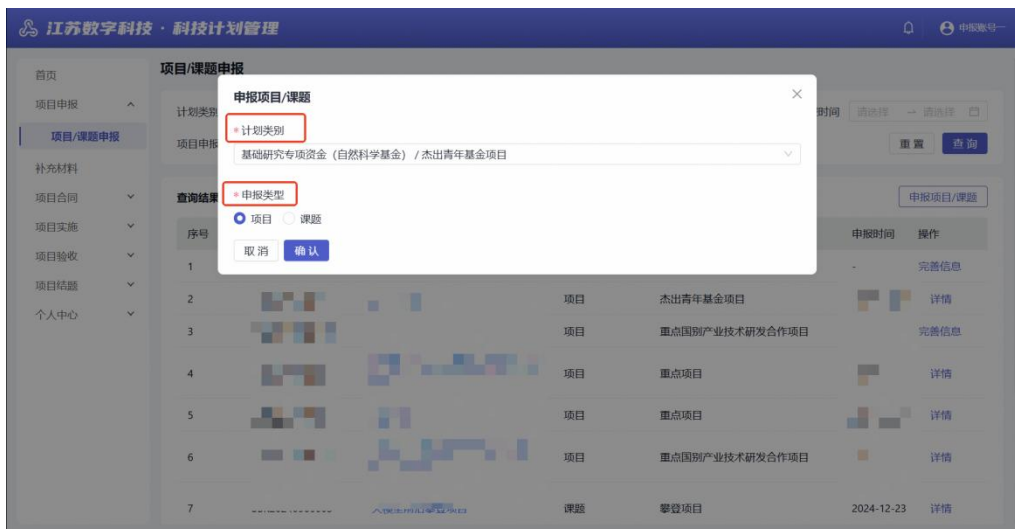 江苏数字科技 · 科技计划管理
申报账号一
首页
项目申报
项目/课题申报
补充材料
项目合同
项目实施
项目验收
项目结题
个人中心
项目/课题申报
计划类别
时间 请选择 → 请选择
项目申报
重置 查询
申报项目/课题
* 计划类别
基础研究专项资金（自然科学基金）/ 杰出青年基金项目
* 申报类型
项目 课题
取消 确认
查询结果
申报项目/课题
序号 申报时间 操作
1 - 完善信息
2 项目 杰出青年基金项目 详情
3 项目 重点国别产业技术研发合作项目 完善信息
4 项目 重点项目 详情
5 项目 重点项目 详情
6 项目 重点国别产业技术研发合作项目 详情
7 课题 攀登项目 2024-12-23 详情